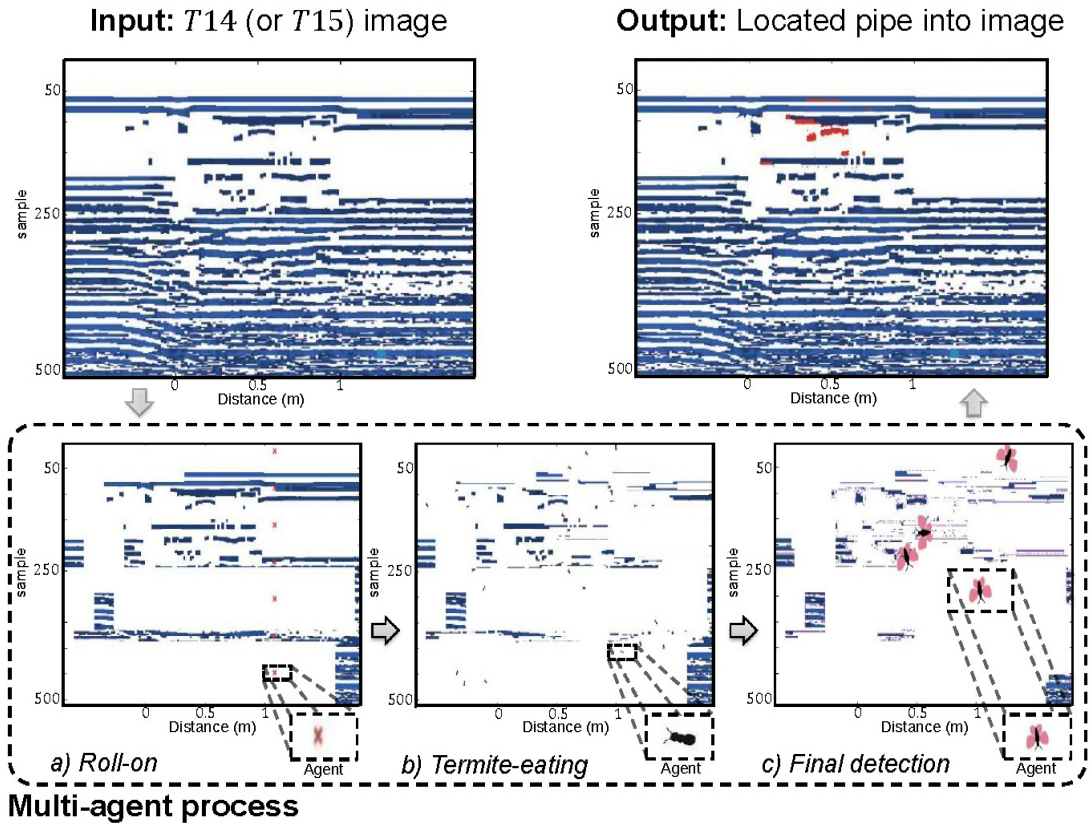 Input: T14 (or T15) image
Output: Located pipe into image
50
250
500
sample
0
0.5
1
Distance (m)
50
250
500
sample
0
0.5
1
Distance (m)
50
250
500
sample
0
0.5
1
Distance (m)
Agent
a) Roll-on
50
250
500
sample
0
0.5
1
Distance (m)
Agent
b) Termite-eating
50
250
500
sample
0
0.5
1
Distance (m)
Agent
c) Final detection
Multi-agent process